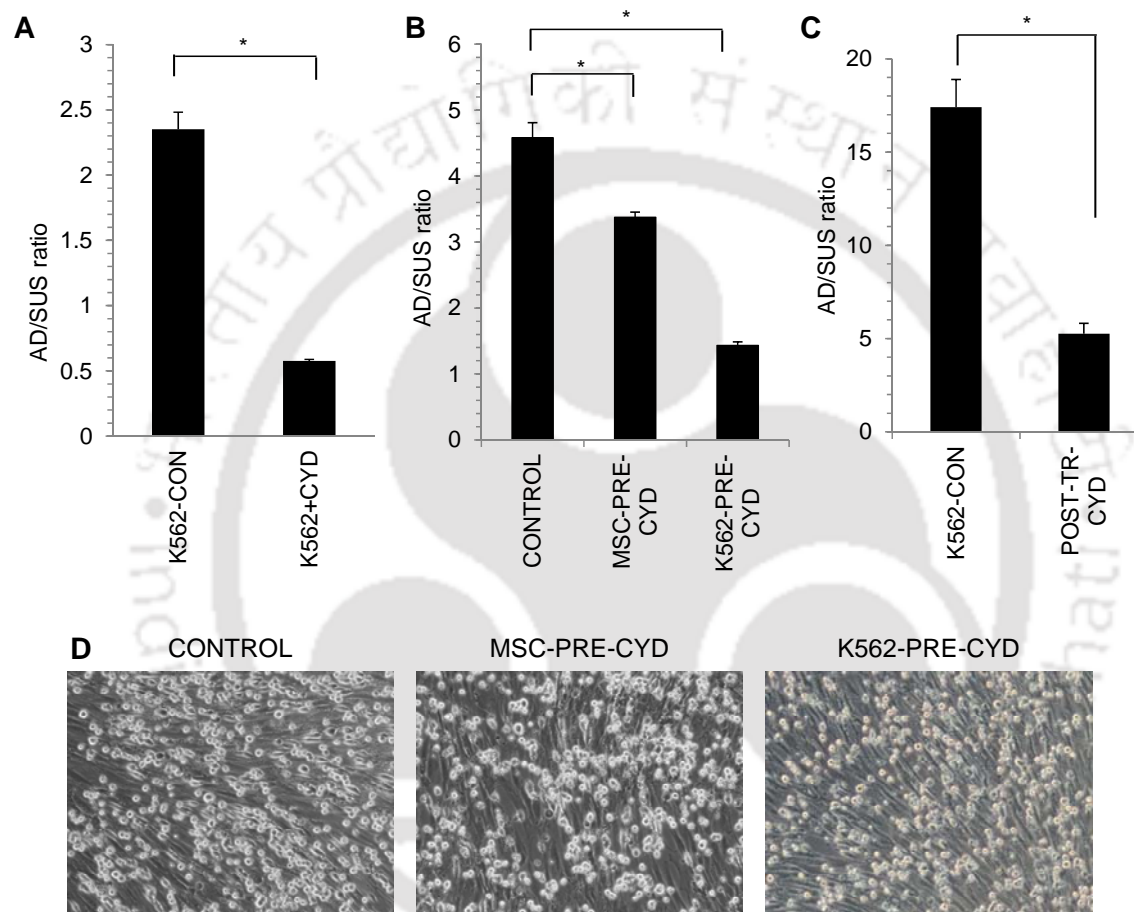 A
3
2.5
2
1.5
1
0.5
0
AD/SUS ratio
*
K562-CON
K562+CYD
B
6
5
4
3
2
1
0
AD/SUS ratio
*
*
CONTROL
MSC-PRE-
CYD
K562-PRE-
CYD
C
20
15
10
5
0
AD/SUS ratio
*
K562-CON
POST-TR-
CYD
D
CONTROL
MSC-PRE-CYD
K562-PRE-CYD